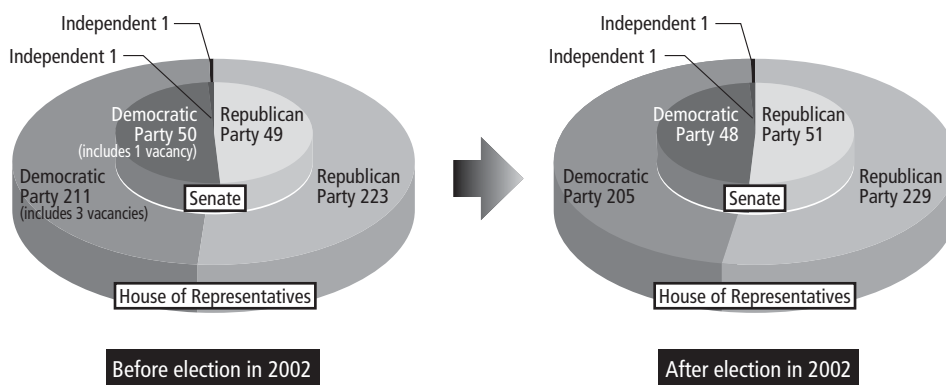 Independent 1
Independent 1
Democratic
Party 50
(includes 1 vacancy)
Republican
Party 49
Democratic
Party 211
(includes 3 vacancies)
Senate
Republican
Party 223
House of Representatives
Before election in 2002
Independent 1
Independent 1
Democratic
Party 48
Republican
Party 51
Democratic
Party 205
Senate
Republican
Party 229
House of Representatives
After election in 2002